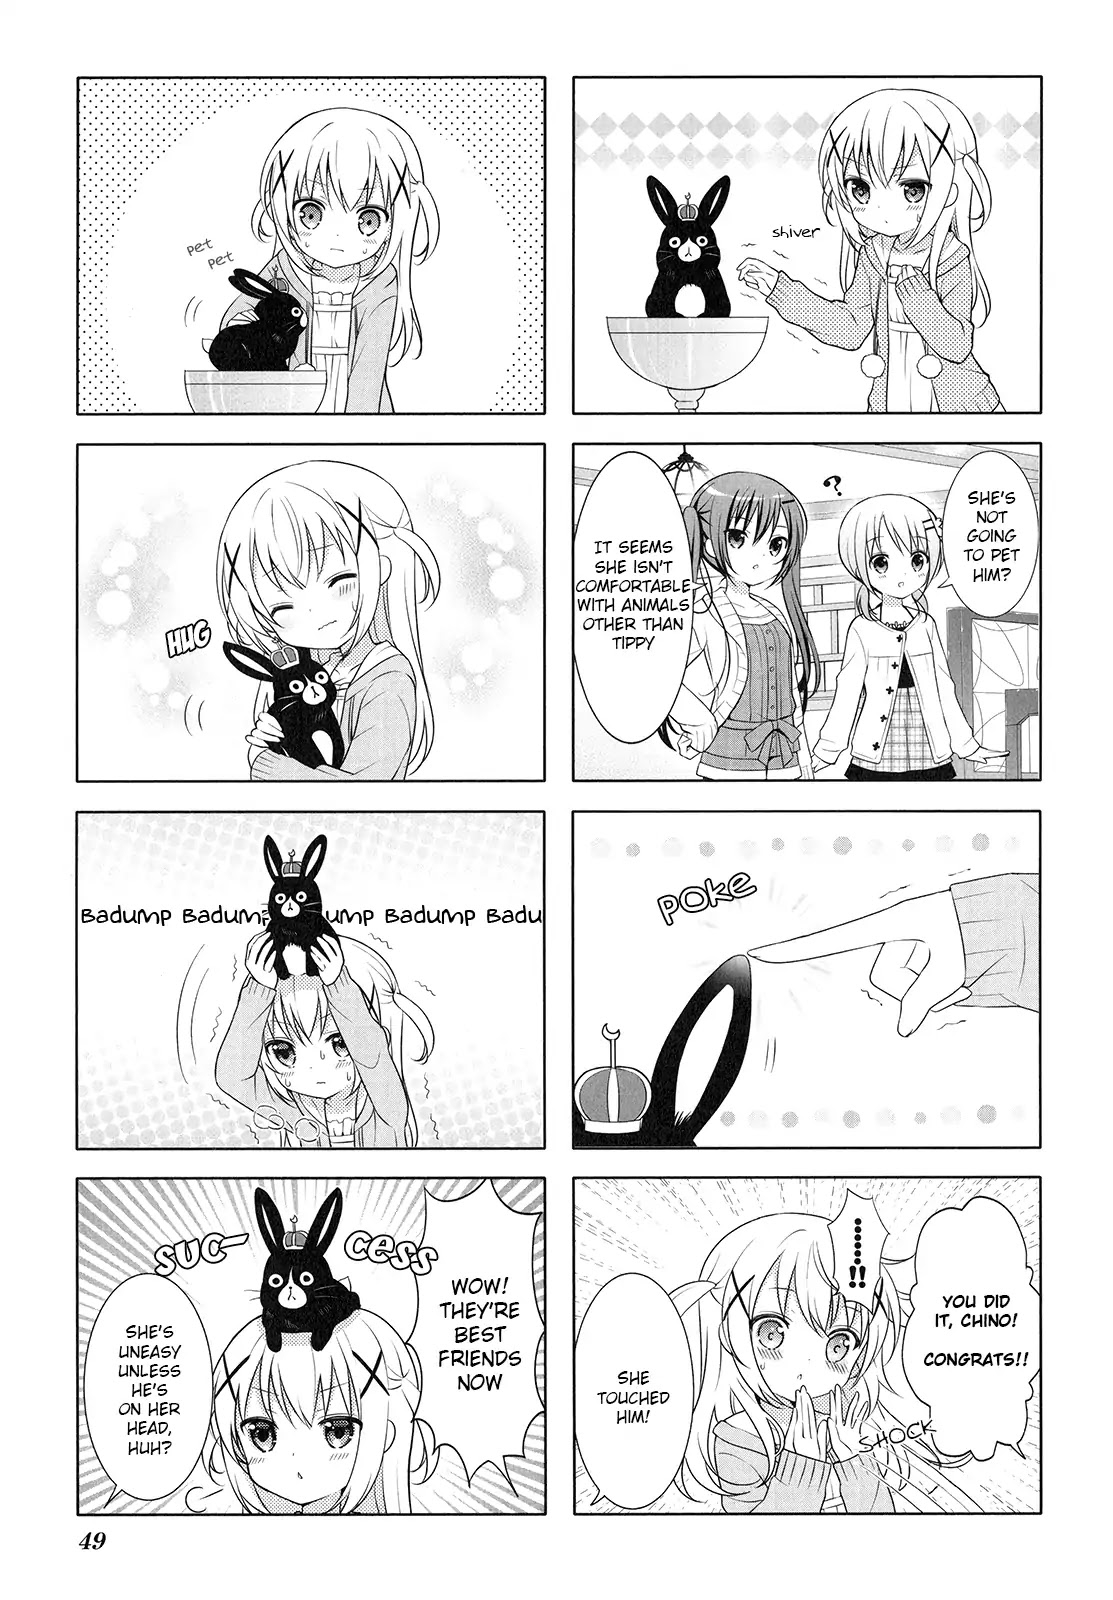 shiver
SHE'S
NOT
GOING
TO PET
HIM?
?
IT SEEMS
SHE ISN'T
COMFORTABLE
WITH ANIMALS
OTHER THAN
TIPPY
POKE
YOU DID
IT, CHINO!
CONGRATS!!
......!!
SHE
TOUCHED
HIM!
SHOCK
pet
pet
HUG
BADUMP BADUMP UMP BADUMP BADU
SUC-
CESS
WOW!
THEY'RE
BEST
FRIENDS
NOW
SHE'S
UNEASY
UNLESS
HE'S
ON HER
HEAD,
HUH?
49